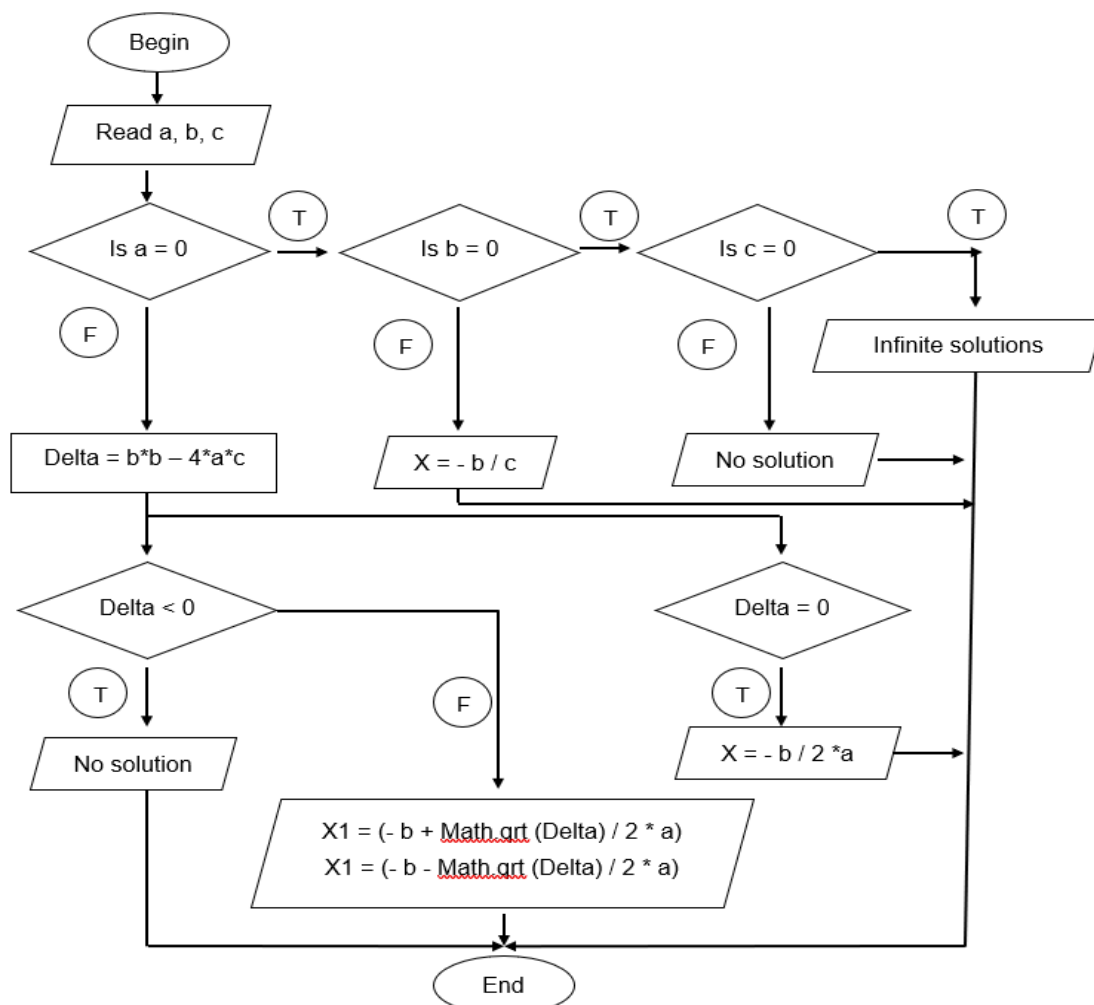 Begin
Read a, b, c
T
T
T
Is a = 0
Is b = 0
Is c = 0
F
F
F
Infinite solutions
Delta = b*b – 4*a*c
X = - b / c
No solution
Delta < 0
Delta = 0
T
F
T
No solution
X = - b / 2 *a
X1 = (- b + Math.qrt (Delta) / 2 * a)
X1 = (- b - Math.qrt (Delta) / 2 * a)
End